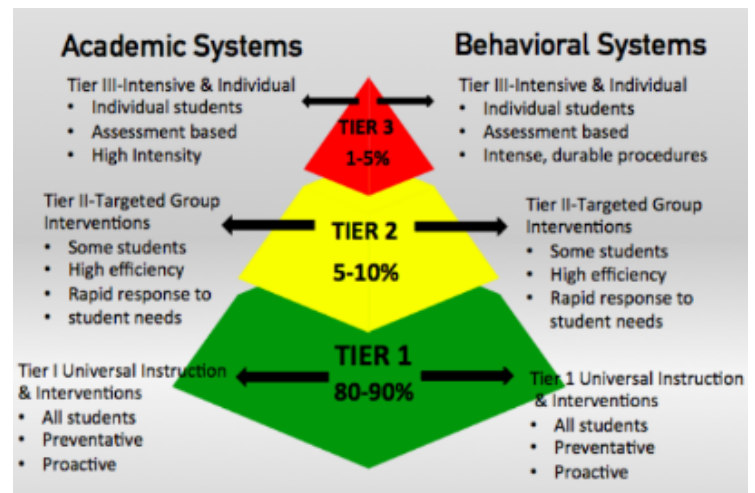 Academic Systems
Tier III-Intensive & Individual
• Individual students
• Assessment based
• High Intensity
Tier II-Targeted Group
Interventions
• Some students
• High efficiency
• Rapid response to
• student needs
Tier I Universal Instruction
& Interventions
• All students
• Preventative
• Proactive
TIER 3
1-5%
TIER 2
5-10%
TIER 1
80-90%
Behavioral Systems
Tier III-Intensive & Individual
• Individual students
• Assessment based
• Intense, durable procedures
Tier II-Targeted Group
Interventions
• Some students
• High efficiency
• Rapid response to
student needs
Tier 1 Universal Instruction
& Interventions
• All students
• Preventative
• Proactive